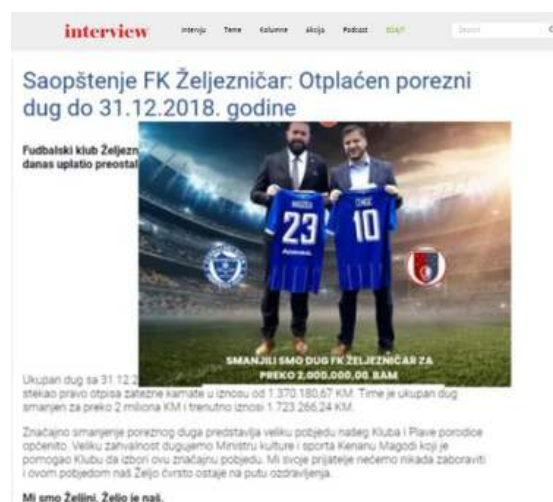 interview
Intervju Teme Kolumne Akcija Podcast
Search
Saopštenje FK Željezničar: Otplaćen porezni
dug do 31.12.2018. godine
Fudbalski klub Željezn
danas uplatio preostal
23
10
SMANJILI SMO DUG FK ŽELJEZNIČAR ZA
PREKO 2.000.000,00 BAM
Ukupan dug sa 31.12.2
stekao pravo otpisa zatezne kamate u iznosu od 1.370.180,67 KM. Time je ukupan dug
smanjen za preko 2 miliona KM i trenutno iznosi 1.723.266,24 KM.
Značajno smanjenje poreznog duga predstavlja veliku pobjedu našeg Kluba i Plave porodice
općenito. Veliku zahvalnost dugujemo Ministru kulture i sporta Kenanu Magodi koji je
pomogao Klubu da izbori ovu značajnu pobjedu. Mi svoje prijatelje nećemo nikada zaboraviti
i ovom pobjedom naš Željo čvrsto ostaje na putu ozdravljenja.
Mi smo Željini, Željo je naš.